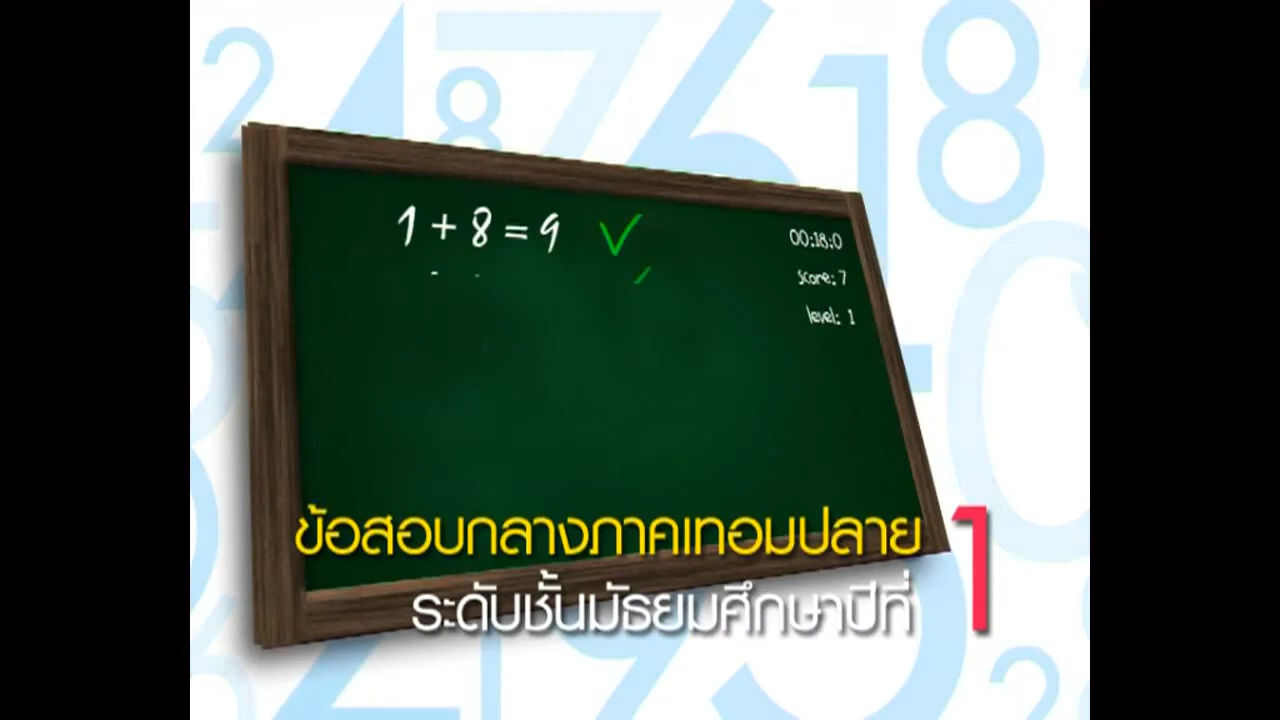 1 + 8 = 9 ✓
00:18:0
score: 7
level: 1
ข้อสอบกลางภาคเทอมปลาย
ระดับชั้นมัธยมศึกษาปีที่ 1